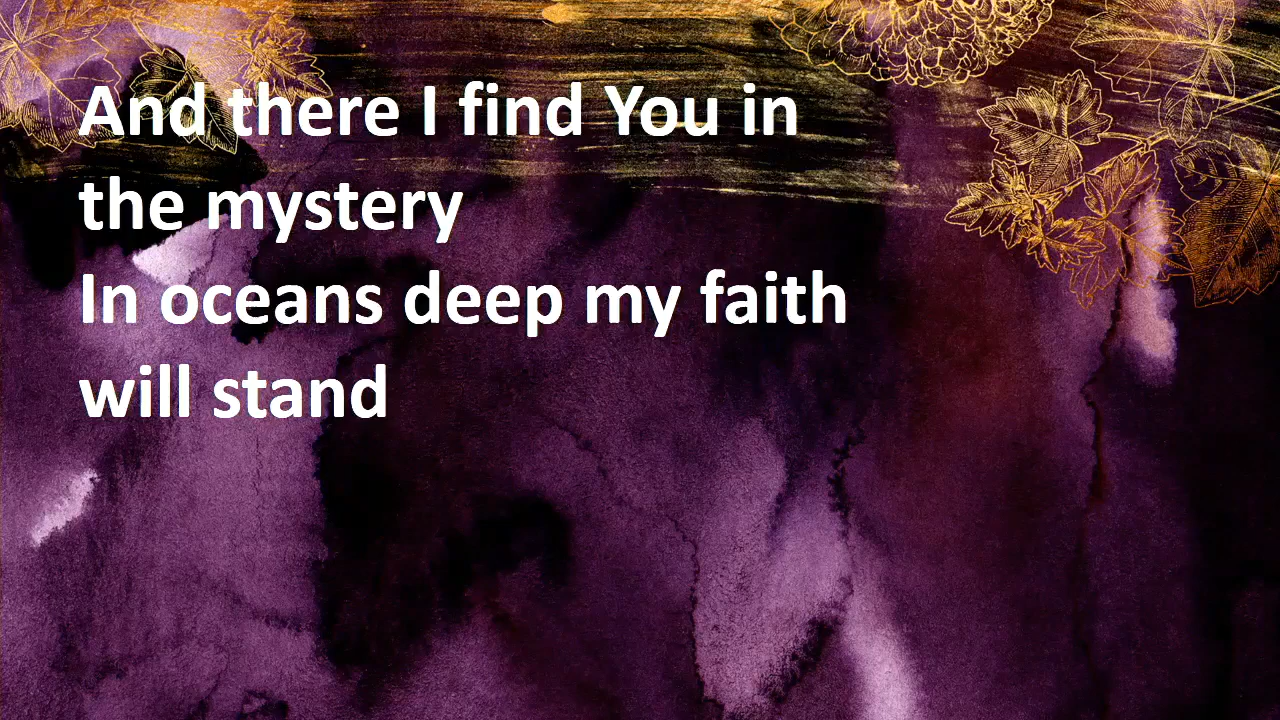 And there I find You in
the mystery
In oceans deep my faith
will stand